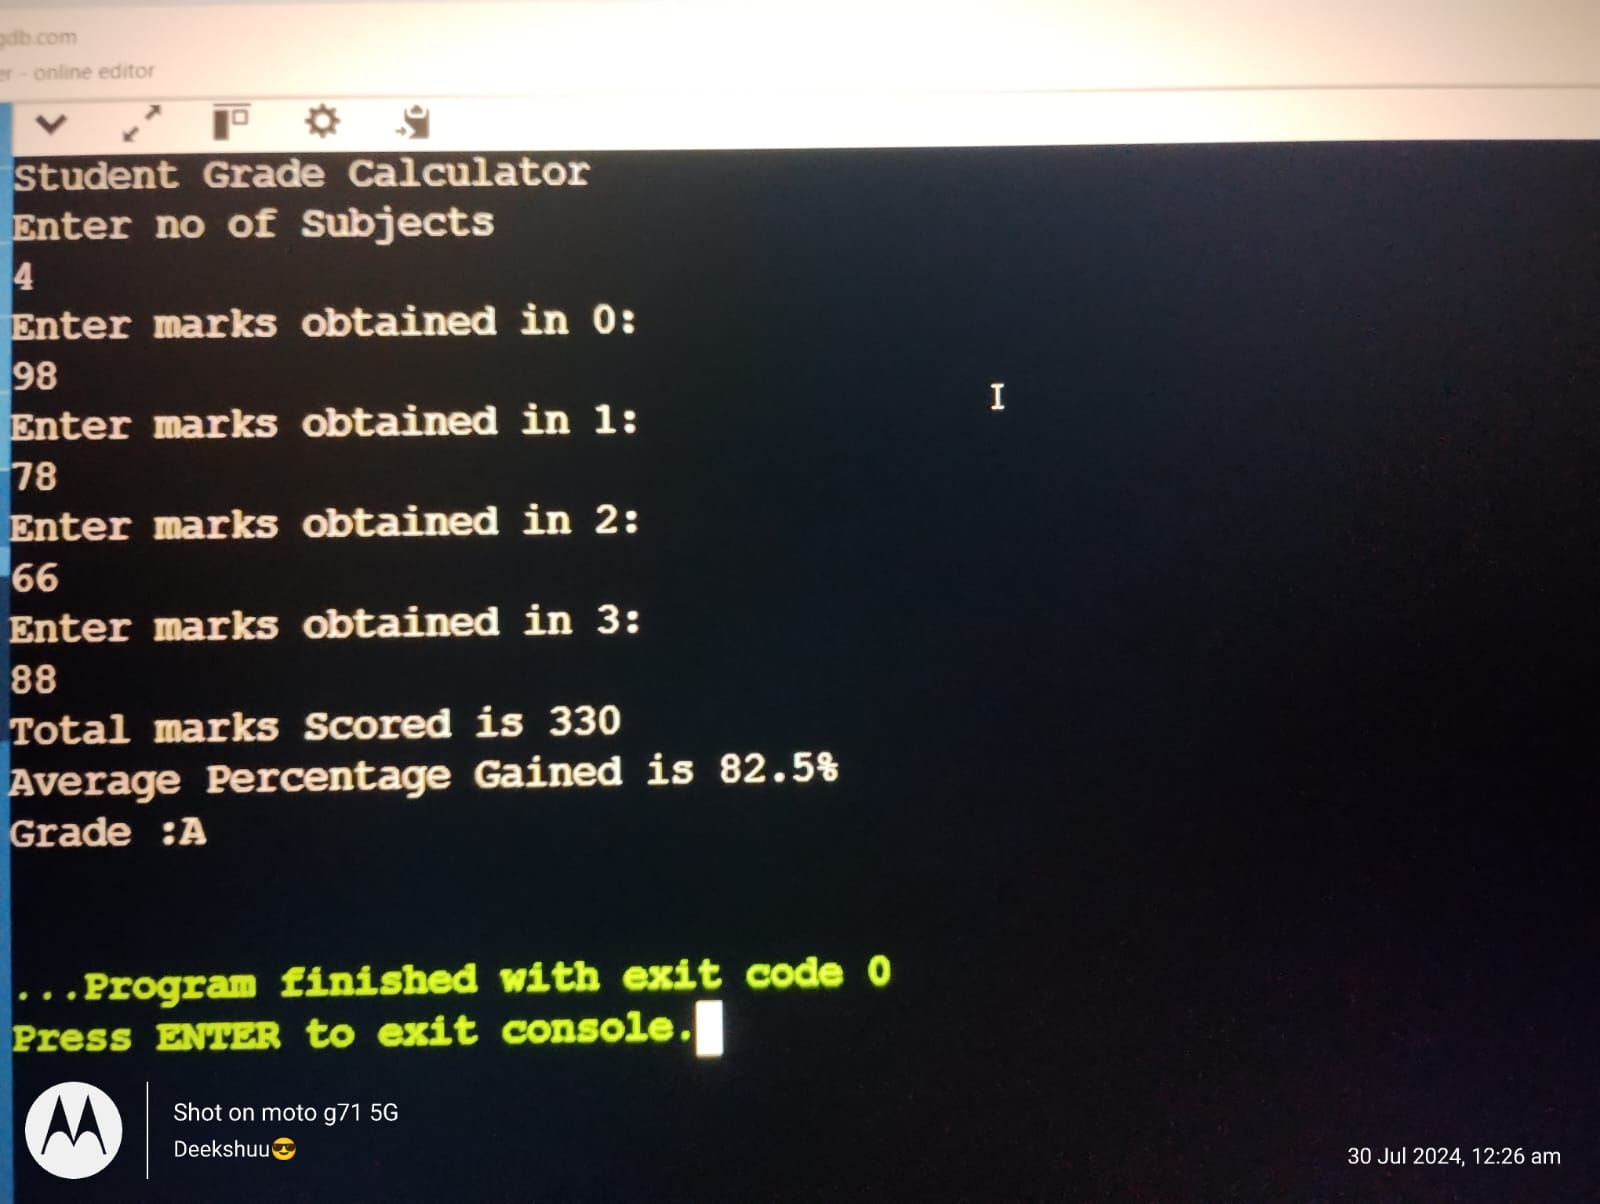 gdb.com
er - online editor
Student Grade Calculator
Enter no of Subjects
4
Enter marks obtained in 0:
98
Enter marks obtained in 1:
78
Enter marks obtained in 2:
66
Enter marks obtained in 3:
88
Total marks Scored is 330
Average Percentage Gained is 82.5%
Grade :A
...Program finished with exit code 0
Press ENTER to exit console.
Shot on moto g71 5G
Deekshuu😎
30 Jul 2024, 12:26 am